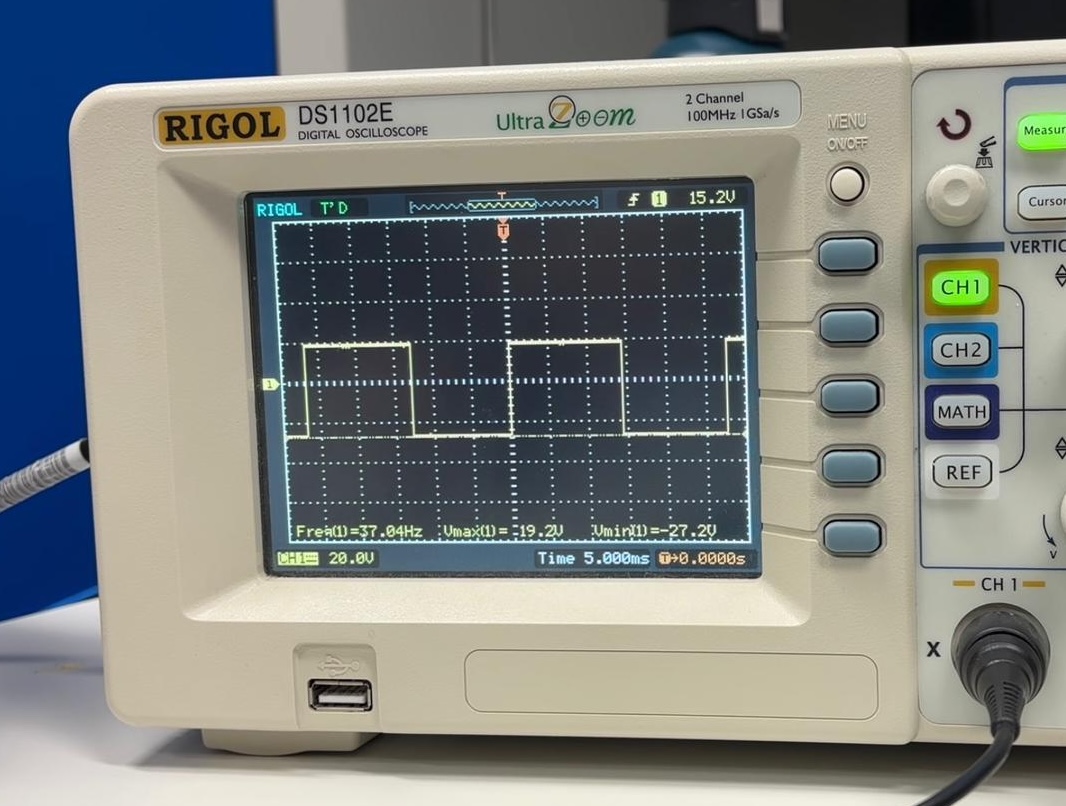 RIGOL DS1102E DIGITAL OSCILLOSCOPE
UltraZoom
2 Channel
100MHz 1GSa/s
MENU
ON/OFF
RIGOL T'D
T
1 15.2V
T
1
Freq(1)=37.04Hz Vmax(1)= -19.2V Vmin(1)=-27.2V
CH1 20.0V Time 5.000ms T→0.0000s
Cursor
CH1
CH2
MATH
REF
CH 1
X
V